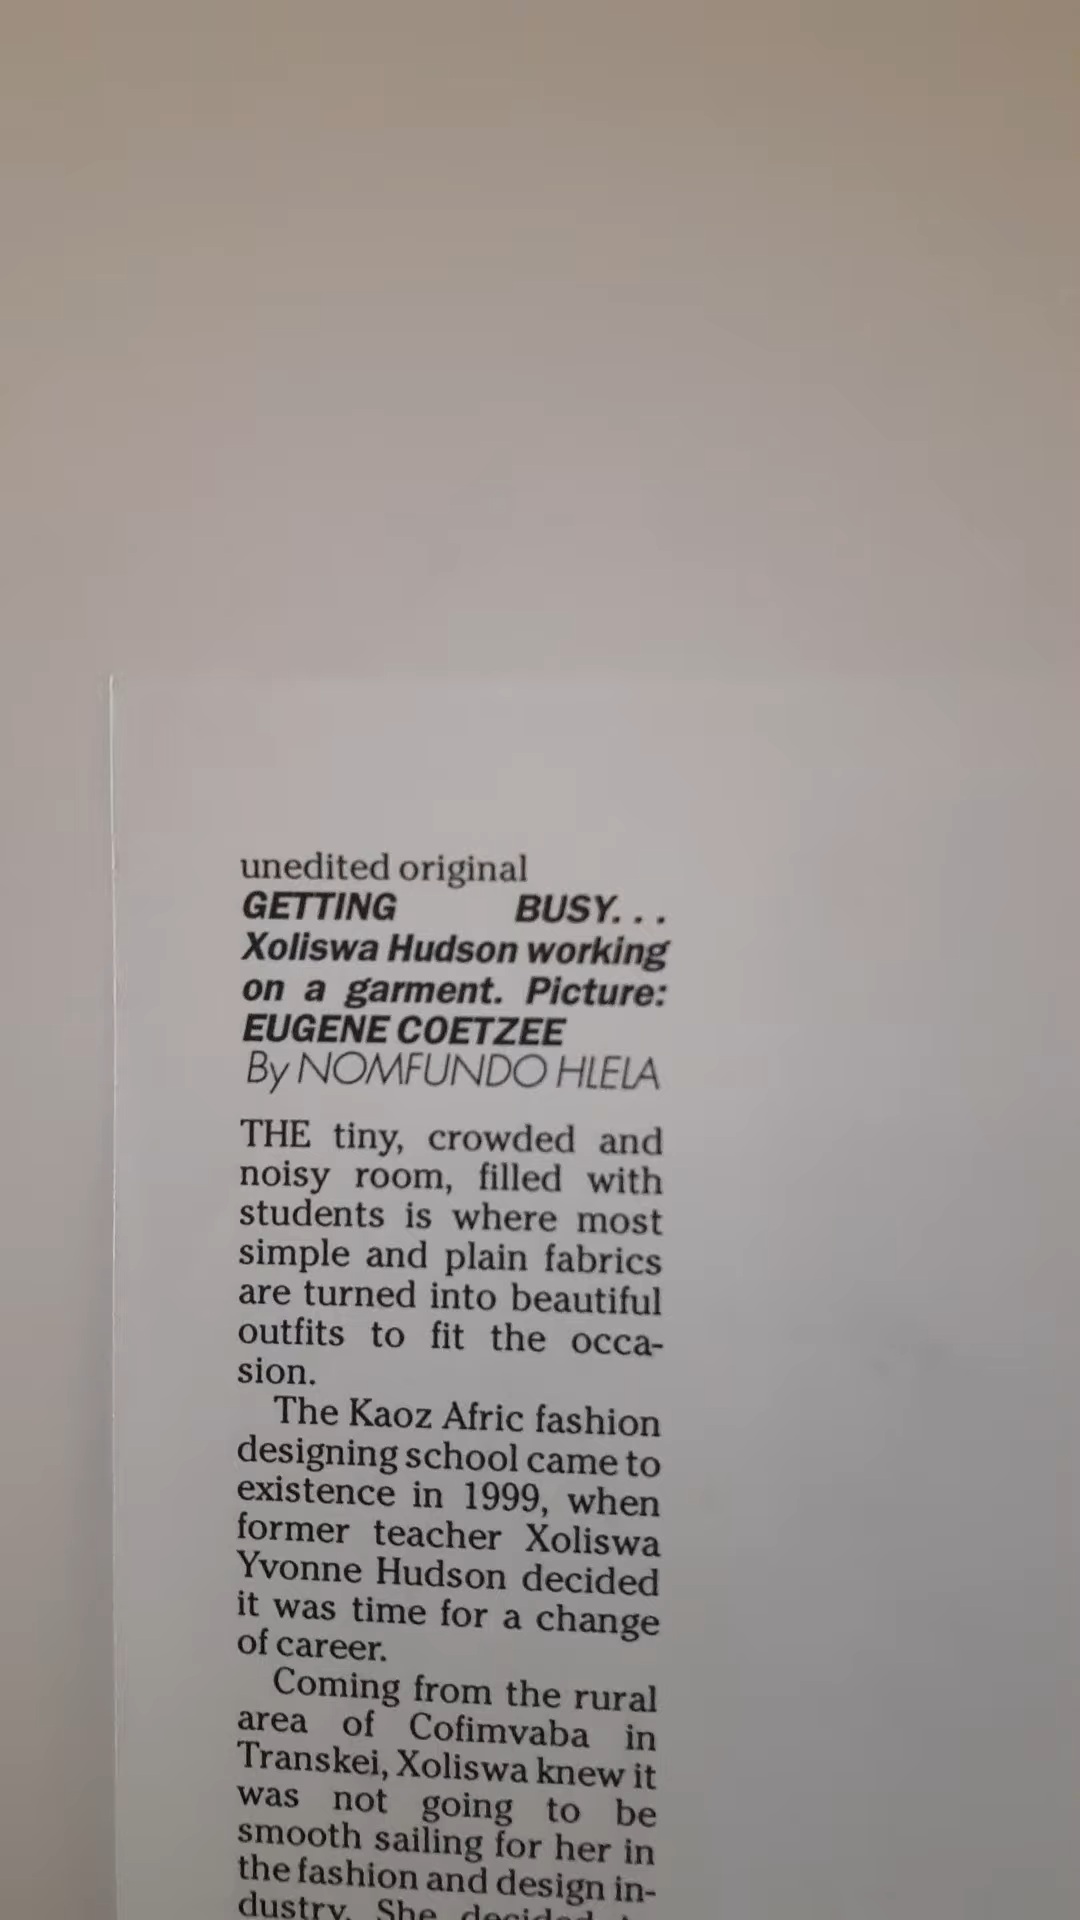 unedited original
GETTING BUSY...
Xoliswa Hudson working
on a garment. Picture:
EUGENE COETZEE
By NOMFUNDO HLELA
THE tiny, crowded and
noisy room, filled with
students is where most
simple and plain fabrics
are turned into beautiful
outfits to fit the occa-
sion.
The Kaoz Afric fashion
designing school came to
existence in 1999, when
former teacher Xoliswa
Yvonne Hudson decided
it was time for a change
of career.
Coming from the rural
area of Cofimvaba in
Transkei, Xoliswa knew it
was not going to be
smooth sailing for her in
the fashion and design in-
dustry. She decided